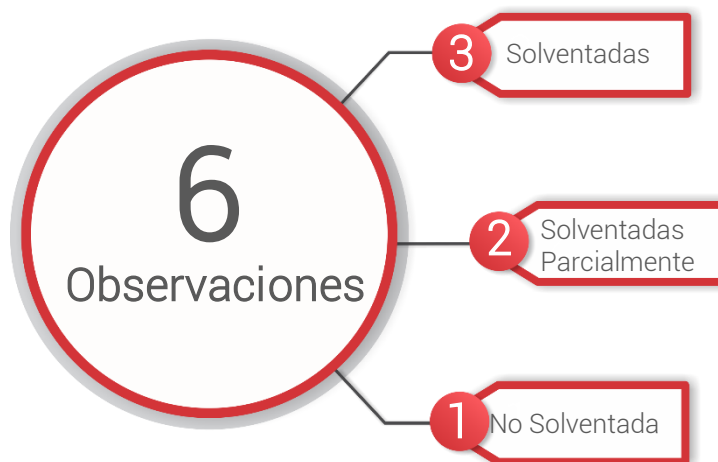 6
Observaciones
3
Solventadas
2
Solventadas
Parcialmente
1
No Solventada